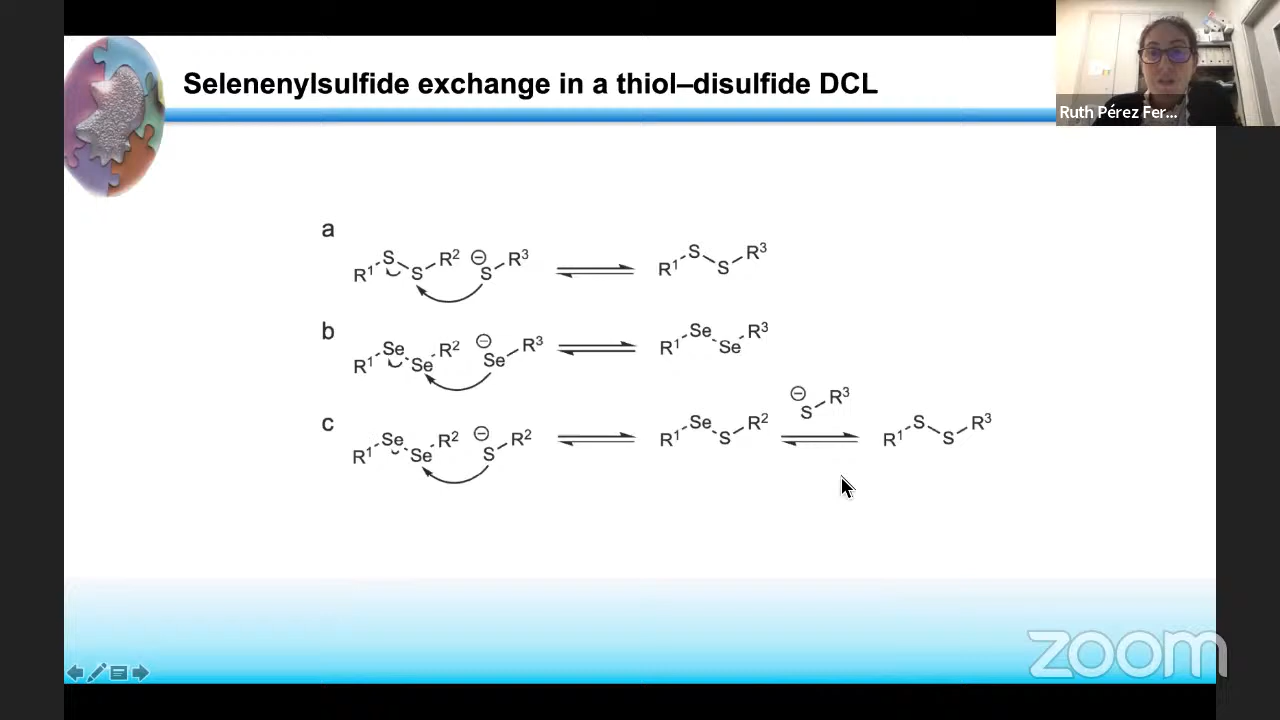 Selenenylsulfide exchange in a thiol–disulfide DCL
Ruth Pérez Fer...
a
R¹ S S R² ⊖ S R³ R¹ S S R³
b
R¹ Se Se R² ⊖ Se R³ R¹ Se Se R³
c
R¹ Se Se R² ⊖ S R² R¹ Se S R² ⊖ S R³ R¹ S S R³
zoom